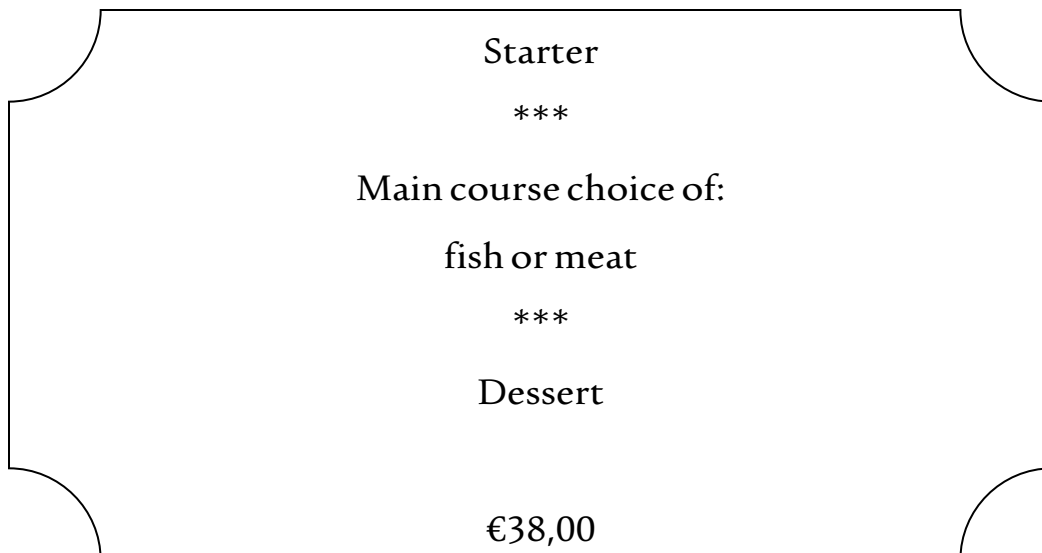 Starter
***
Main course choice of:
fish or meat
***
Dessert
€38,00